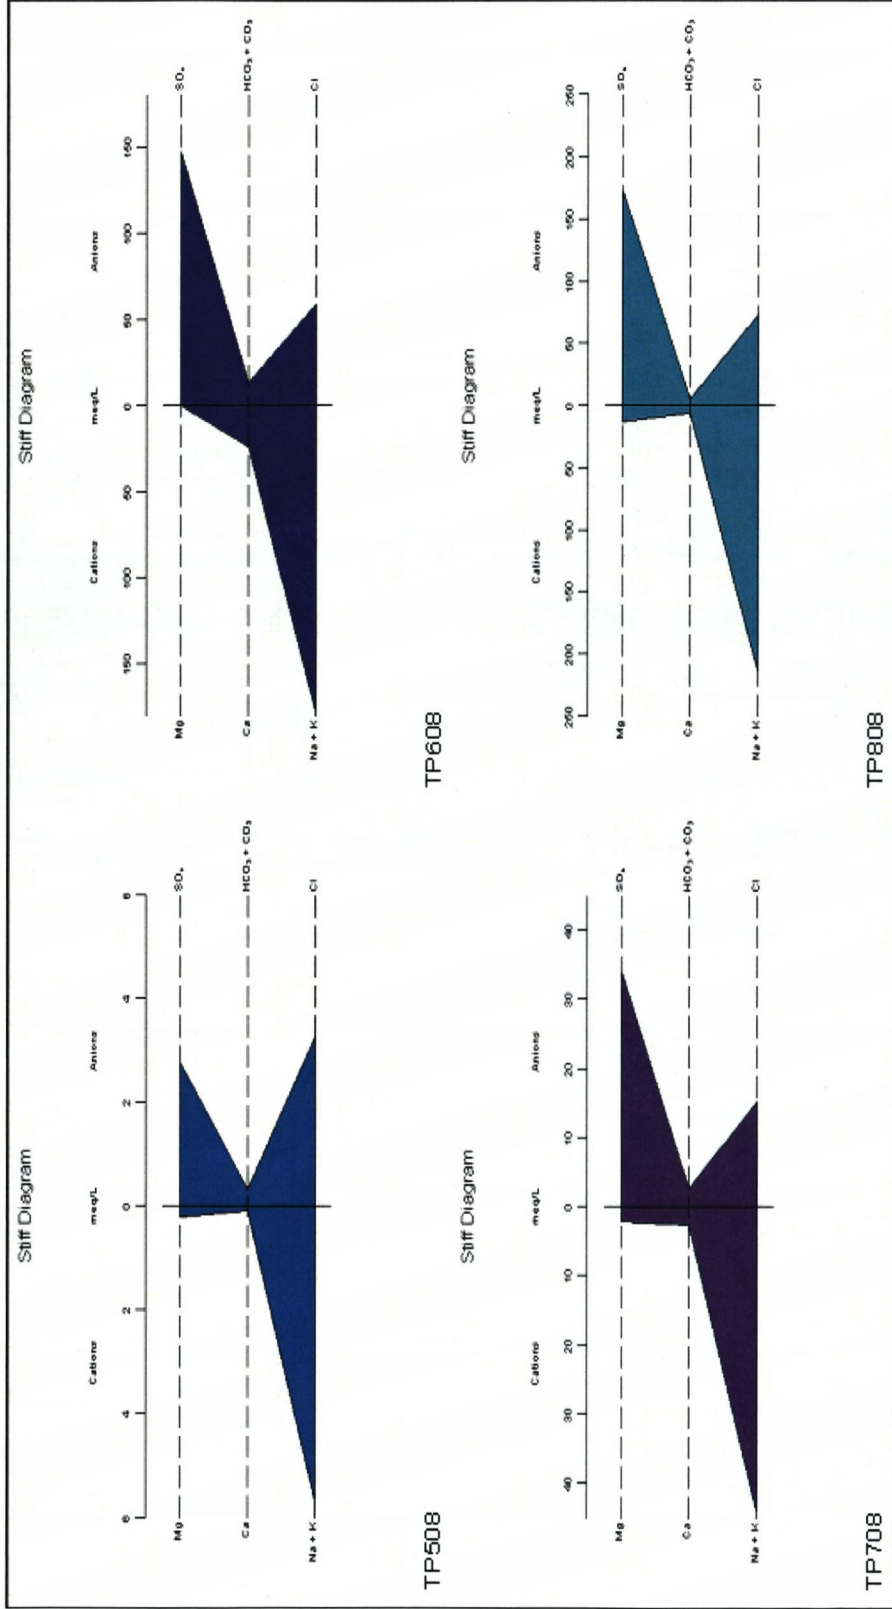 Stiff Diagram
Cations meq/L Anions
6 4 2 0 2 4 6
Mg SO₄
Ca HCO₃ + CO₃
Na + K Cl
TP508
Stiff Diagram
Cations meq/L Anions
150 100 50 0 50 100 150
Mg SO₄
Ca HCO₃ + CO₃
Na + K Cl
TP608
Stiff Diagram
Cations meq/L Anions
40 30 20 10 0 10 20 30 40
Mg SO₄
Ca HCO₃ + CO₃
Na + K Cl
TP708
Stiff Diagram
Cations meq/L Anions
250 200 150 100 50 0 50 100 150 200 250
Mg SO₄
Ca HCO₃ + CO₃
Na + K Cl
TP808